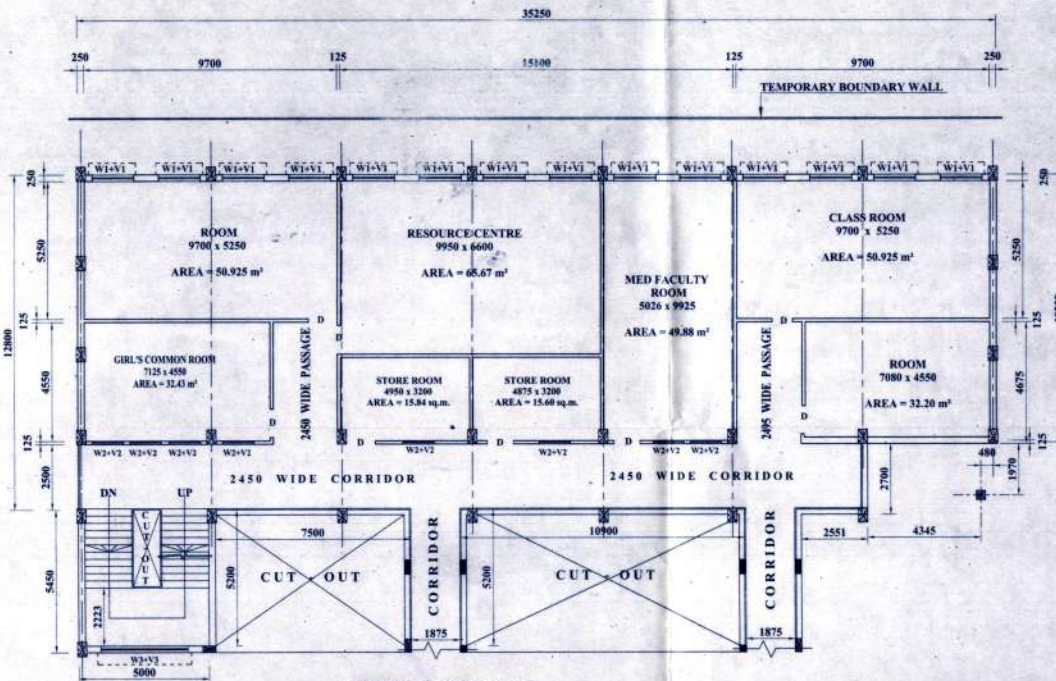 35250
250 9700 125 15100 125 9700 250
TEMPORARY BOUNDARY WALL
W1+V1 W1+V1 W1+V1 W1+V1 W1+V1 W1+V1 W1+V1 W1+V1 W1+V1 W1+V1 W1+V1 W1+V1 W1+V1 W1+V1
250
250
ROOM
9700 x 5250
AREA = 50.925 m²
RESOURCE CENTRE
9950 x 6600
AREA = 65.67 m²
MED FACULTY
ROOM
5026 x 9925
AREA = 49.88 m²
CLASS ROOM
9700 x 5250
AREA = 50.925 m²
5250
5250
125
12800
D
D
D
125
GIRL'S COMMON ROOM
7125 x 4550
AREA = 32.43 m²
4550
2450 WIDE PASSAGE
STORE ROOM
4950 x 3200
AREA = 15.84 sq.m.
STORE ROOM
4875 x 3200
AREA = 15.60 sq.m.
2495 WIDE PASSAGE
ROOM
7080 x 4550
AREA = 32.20 m²
4675
D
D
D
D
D
125
125
W2+V2 W2+V2 W2+V2 W2+V2 W2+V2 W2+V2 W2+V2 W2+V2
480
1970
2500
2450 WIDE CORRIDOR
2450 WIDE CORRIDOR
2700
DN UP
CUT/OUT
7500
10900
2551
4345
5450
5200
CUT - OUT
CORRIDOR
5200
CUT - OUT
CORRIDOR
2223
1875
1875
W3+V3
5000